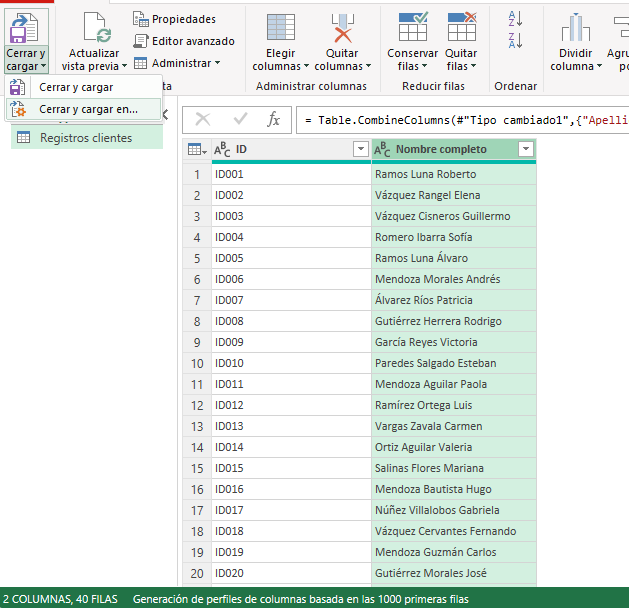 Cerrar y cargar
Actualizar vista previa
Propiedades
Editor avanzado
Administrar
Elegir columnas
Quitar columnas
Administrar columnas
Conservar filas
Quitar filas
Reducir filas
A
Z
Z
A
Ordenar
Dividir columna
Cerrar y cargar
Cerrar y cargar en...
Registros clientes
fx = Table.CombineColumns(#"Tipo cambiado1",{"Apelli
ABC ID ABC Nombre completo
1 ID001 Ramos Luna Roberto
2 ID002 Vázquez Rangel Elena
3 ID003 Vázquez Cisneros Guillermo
4 ID004 Romero Ibarra Sofía
5 ID005 Ramos Luna Álvaro
6 ID006 Mendoza Morales Andrés
7 ID007 Álvarez Ríos Patricia
8 ID008 Gutiérrez Herrera Rodrigo
9 ID009 García Reyes Victoria
10 ID010 Paredes Salgado Esteban
11 ID011 Mendoza Aguilar Paola
12 ID012 Ramírez Ortega Luis
13 ID013 Vargas Zavala Carmen
14 ID014 Ortiz Aguilar Valeria
15 ID015 Salinas Flores Mariana
16 ID016 Mendoza Bautista Hugo
17 ID017 Núñez Villalobos Gabriela
18 ID018 Vázquez Cervantes Fernando
19 ID019 Mendoza Guzmán Carlos
20 ID020 Gutiérrez Morales José
2 COLUMNAS, 40 FILAS Generación de perfiles de columnas basada en las 1000 primeras filas